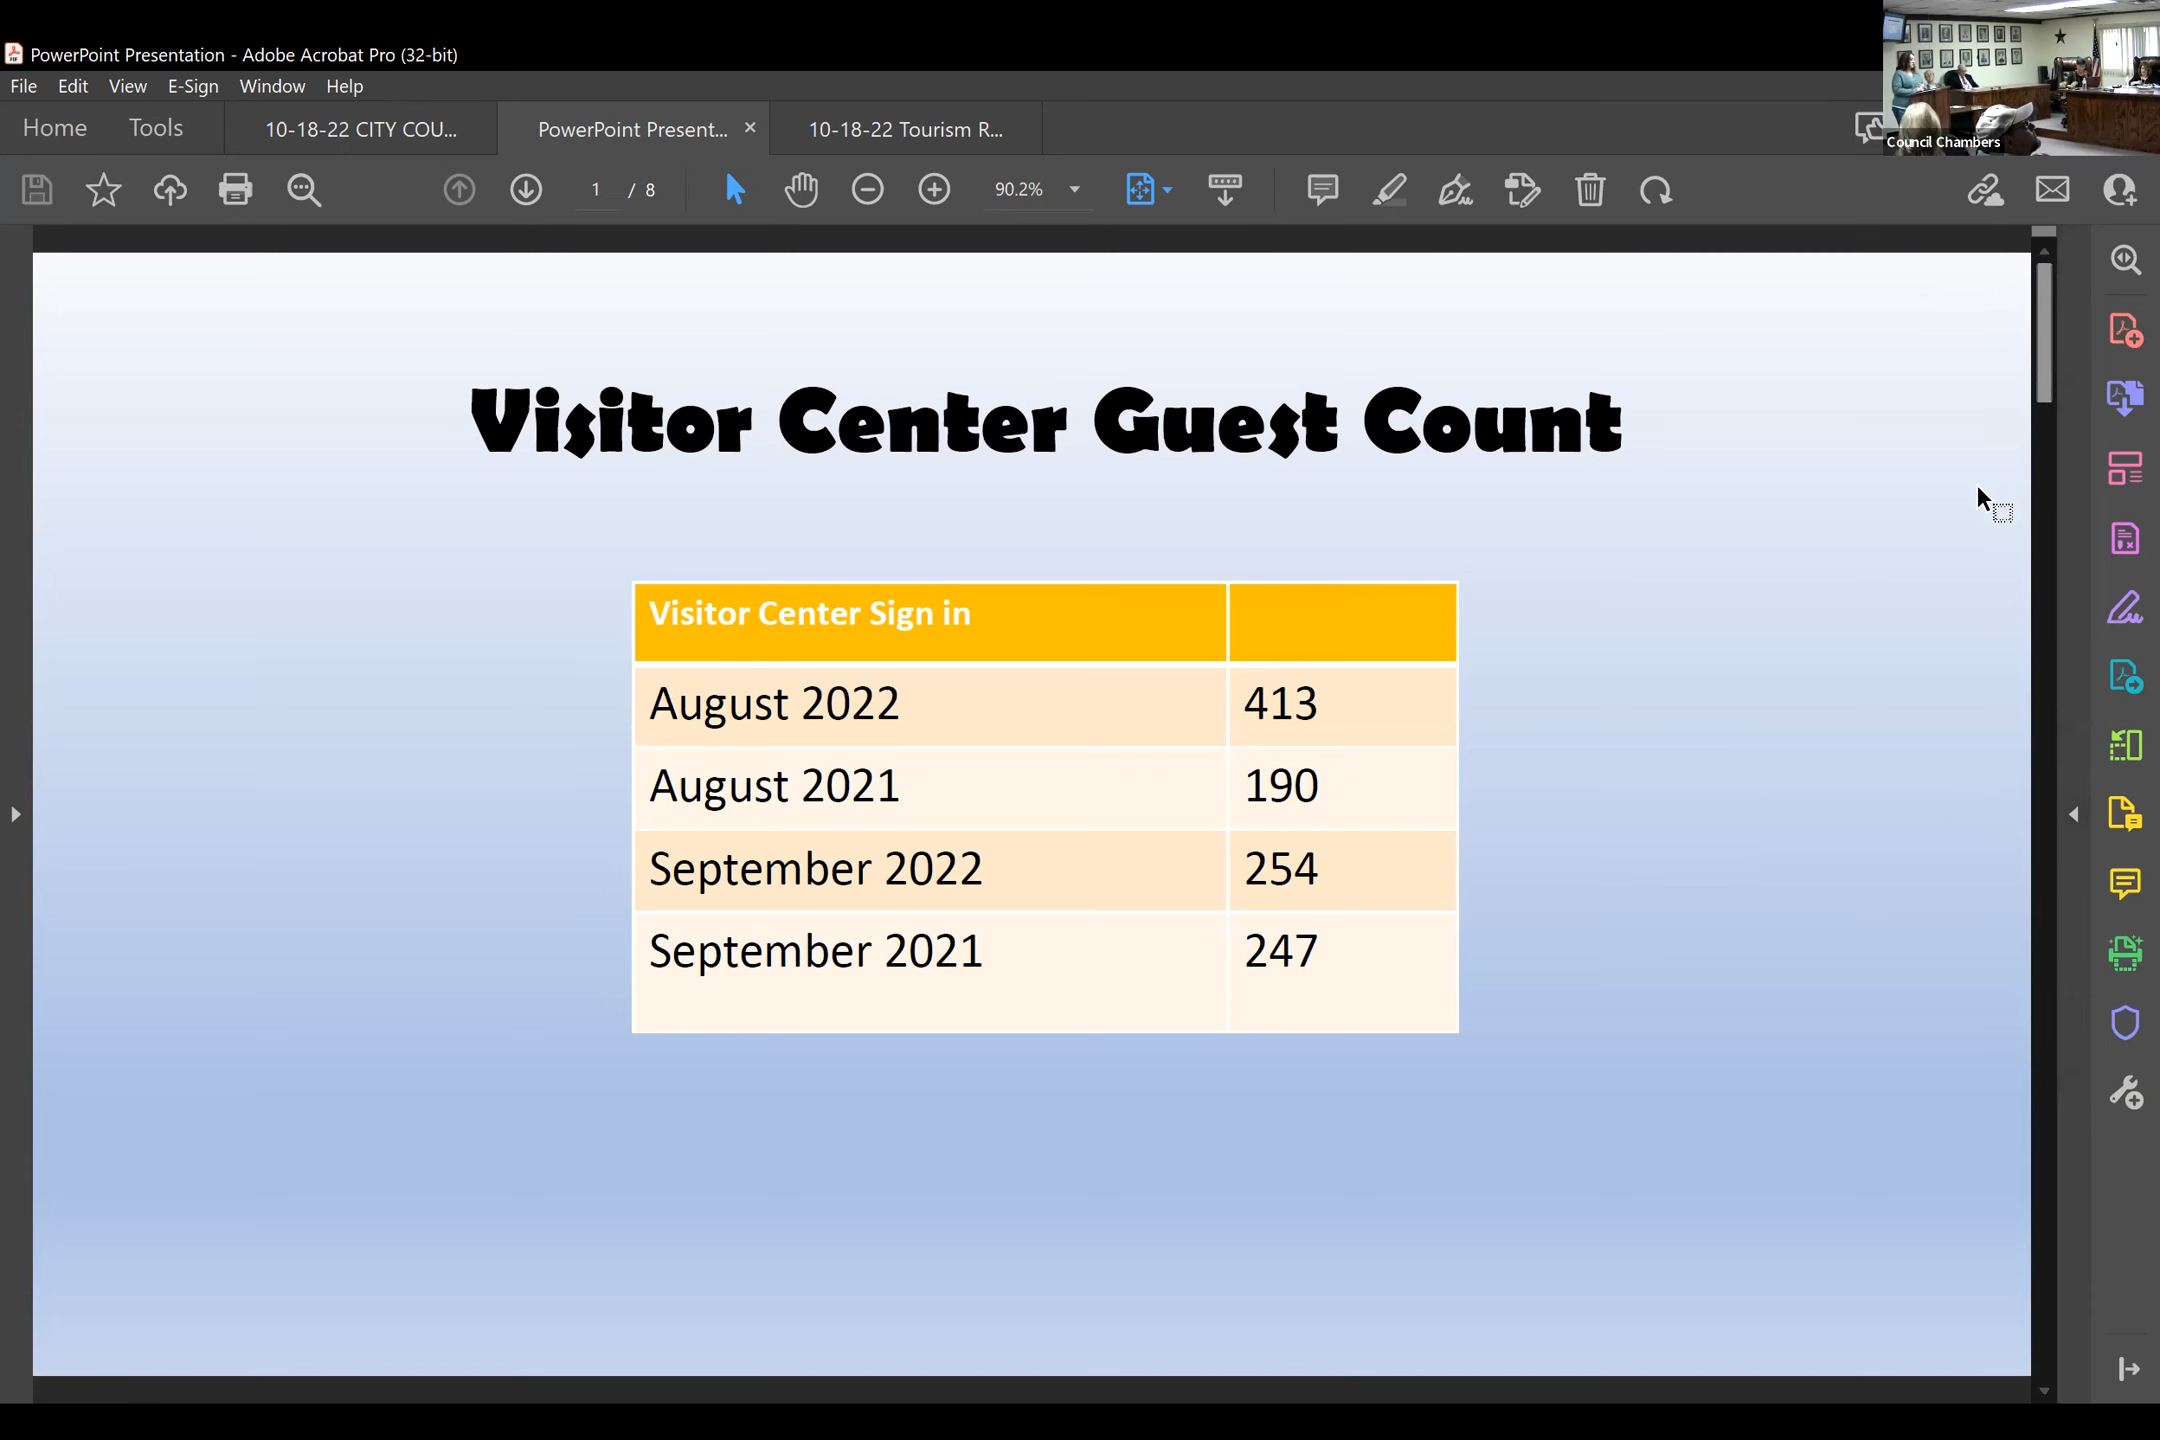 PowerPoint Presentation - Adobe Acrobat Pro (32-bit)
File Edit View E-Sign Window Help
Home Tools 10-18-22 CITY COU... PowerPoint Present... × 10-18-22 Tourism R...
Council Chambers
1 / 8 90.2%
Visitor Center Guest Count
Visitor Center Sign in
August 2022 413
August 2021 190
September 2022 254
September 2021 247